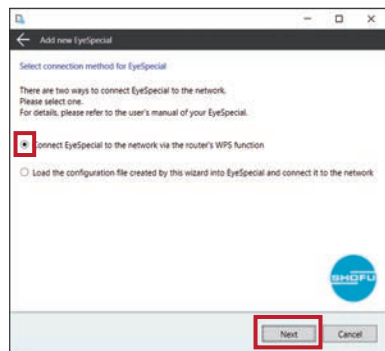 Add new EyeSpecial
Select connection method for EyeSpecial
There are two ways to connect EyeSpecial to the network.
Please select one.
For details, please refer to the user's manual of your EyeSpecial.
Connect EyeSpecial to the network via the router's WPS function
Load the configuration file created by this wizard into EyeSpecial and connect it to the network
SHOFU
Next Cancel